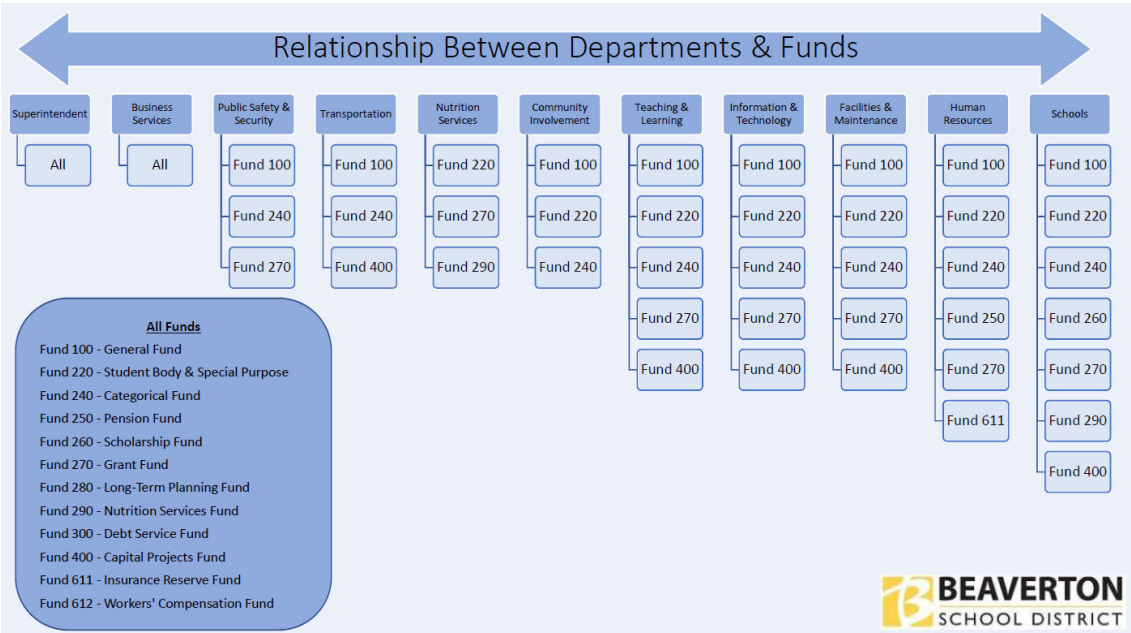 Relationship Between Departments & Funds
Superintendent
All
Business
Services
All
Public Safety &
Security
Fund 100
Fund 240
Fund 270
Transportation
Fund 100
Fund 240
Fund 400
Nutrition
Services
Fund 220
Fund 270
Fund 290
Community
Involvement
Fund 100
Fund 220
Fund 240
Teaching &
Learning
Fund 100
Fund 220
Fund 240
Fund 270
Fund 400
Information &
Technology
Fund 100
Fund 220
Fund 240
Fund 270
Fund 400
Facilities &
Maintenance
Fund 100
Fund 220
Fund 240
Fund 270
Fund 400
Human
Resources
Fund 100
Fund 220
Fund 240
Fund 250
Fund 270
Fund 611
Schools
Fund 100
Fund 220
Fund 240
Fund 260
Fund 270
Fund 290
Fund 400
All Funds
Fund 100 - General Fund
Fund 220 - Student Body & Special Purpose
Fund 240 - Categorical Fund
Fund 250 - Pension Fund
Fund 260 - Scholarship Fund
Fund 270 - Grant Fund
Fund 280 - Long-Term Planning Fund
Fund 290 - Nutrition Services Fund
Fund 300 - Debt Service Fund
Fund 400 - Capital Projects Fund
Fund 611 - Insurance Reserve Fund
Fund 612 - Workers' Compensation Fund
BEAVERTON
SCHOOL DISTRICT